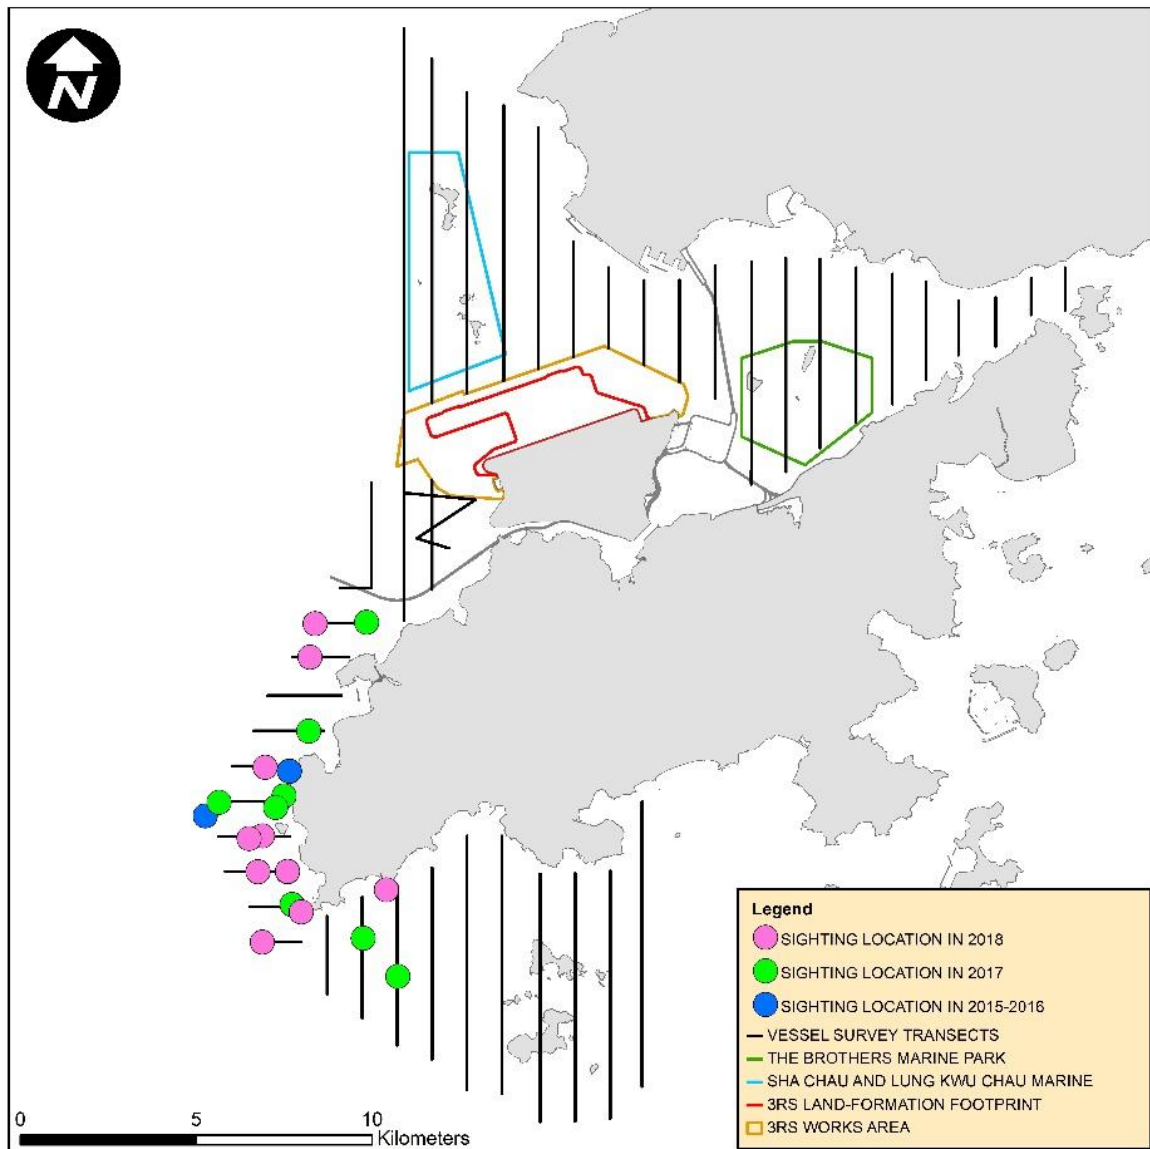 N
Legend
SIGHTING LOCATION IN 2018
SIGHTING LOCATION IN 2017
SIGHTING LOCATION IN 2015-2016
VESSEL SURVEY TRANSECTS
THE BROTHERS MARINE PARK
SHA CHAU AND LUNG KWU CHAU MARINE
3RS LAND-FORMATION FOOTPRINT
3RS WORKS AREA
0 5 10
Kilometers